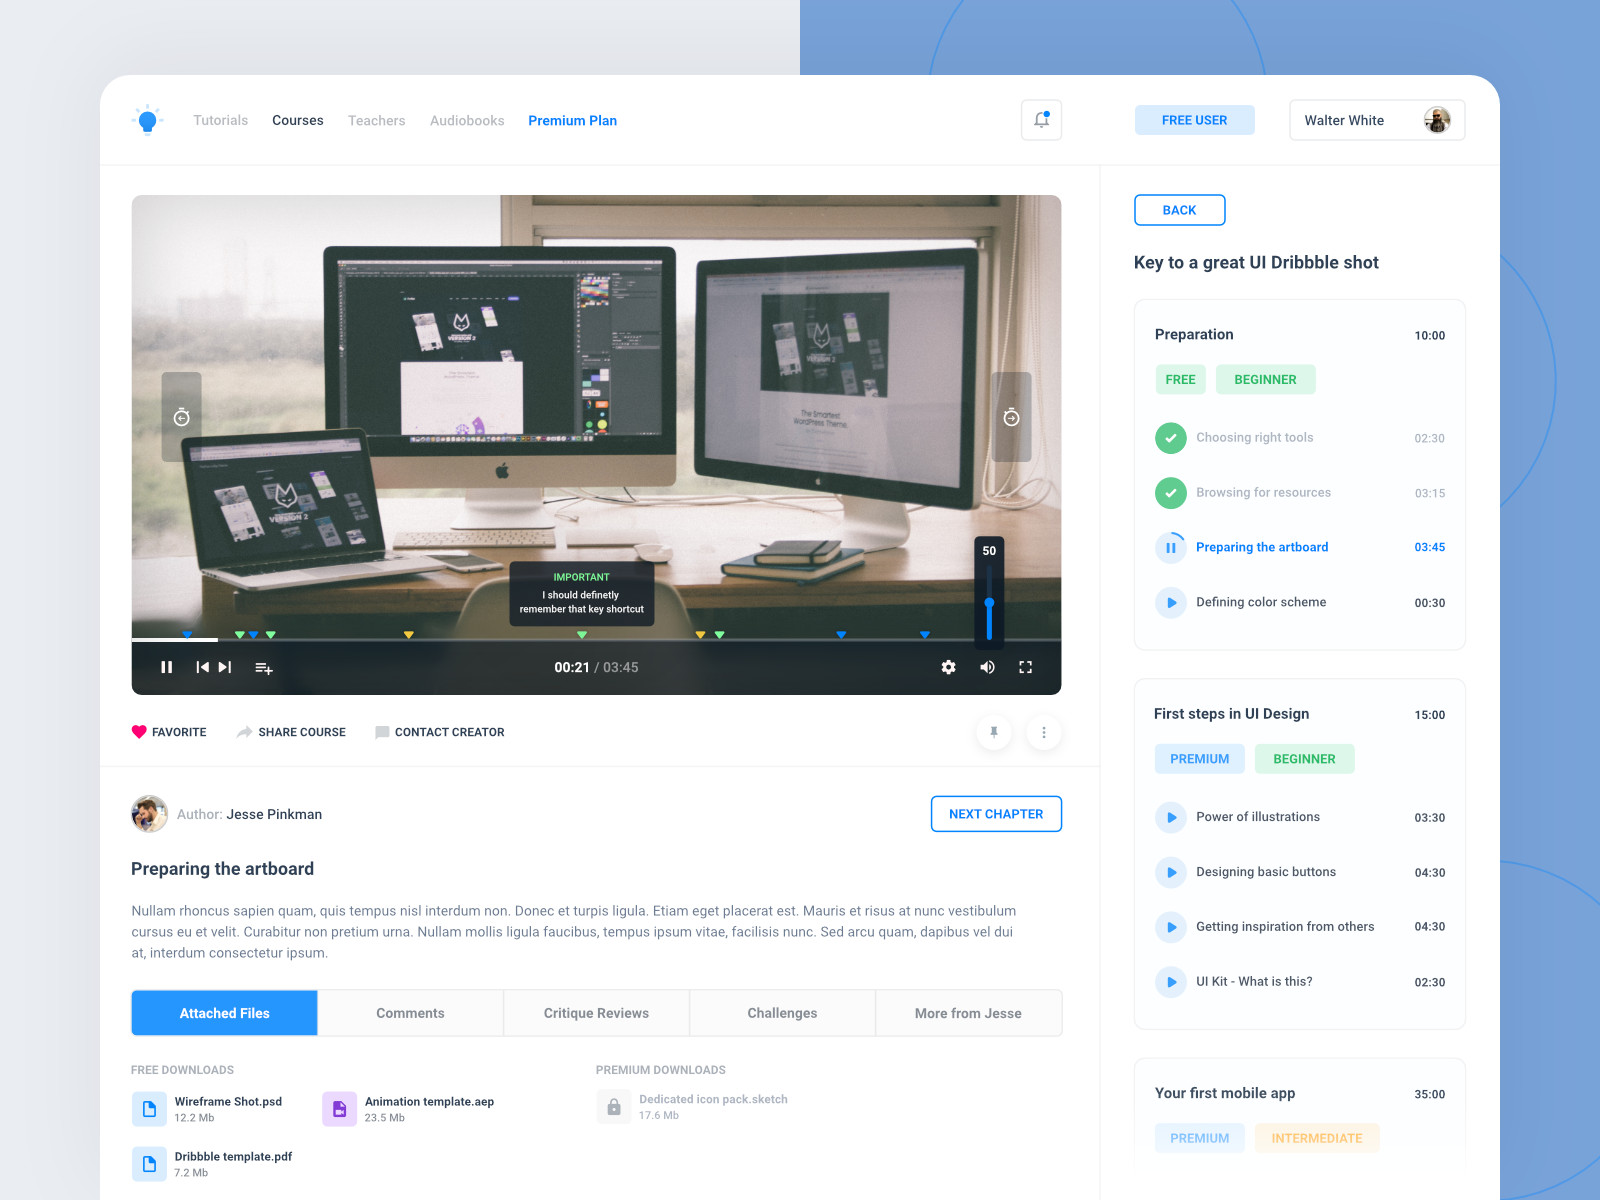 Tutorials
Courses
Teachers
Audiobooks
Premium Plan
FREE USER
Walter White
VERSION 2
VERSION 2
The Smartest
WordPress Theme.
VERSION 2
50
IMPORTANT
I should definetly
remember that key shortcut
00:21 / 03:45
FAVORITE
SHARE COURSE
CONTACT CREATOR
Author: Jesse Pinkman
NEXT CHAPTER
Preparing the artboard
Nullam rhoncus sapien quam, quis tempus nisl interdum non. Donec et turpis ligula. Etiam eget placerat est. Mauris et risus at nunc vestibulum
cursus eu et velit. Curabitur non pretium urna. Nullam mollis ligula faucibus, tempus ipsum vitae, facilisis nunc. Sed arcu quam, dapibus vel dui
at, interdum consectetur ipsum.
Attached Files
Comments
Critique Reviews
Challenges
More from Jesse
FREE DOWNLOADS
Wireframe Shot.psd
12.2 Mb
Animation template.aep
23.5 Mb
Dribbble template.pdf
7.2 Mb
PREMIUM DOWNLOADS
Dedicated icon pack.sketch
17.6 Mb
BACK
Key to a great UI Dribbble shot
Preparation
10:00
FREE
BEGINNER
Choosing right tools
02:30
Browsing for resources
03:15
Preparing the artboard
03:45
Defining color scheme
00:30
First steps in UI Design
15:00
PREMIUM
BEGINNER
Power of illustrations
03:30
Designing basic buttons
04:30
Getting inspiration from others
04:30
UI Kit - What is this?
02:30
Your first mobile app
35:00
PREMIUM
INTERMEDIATE